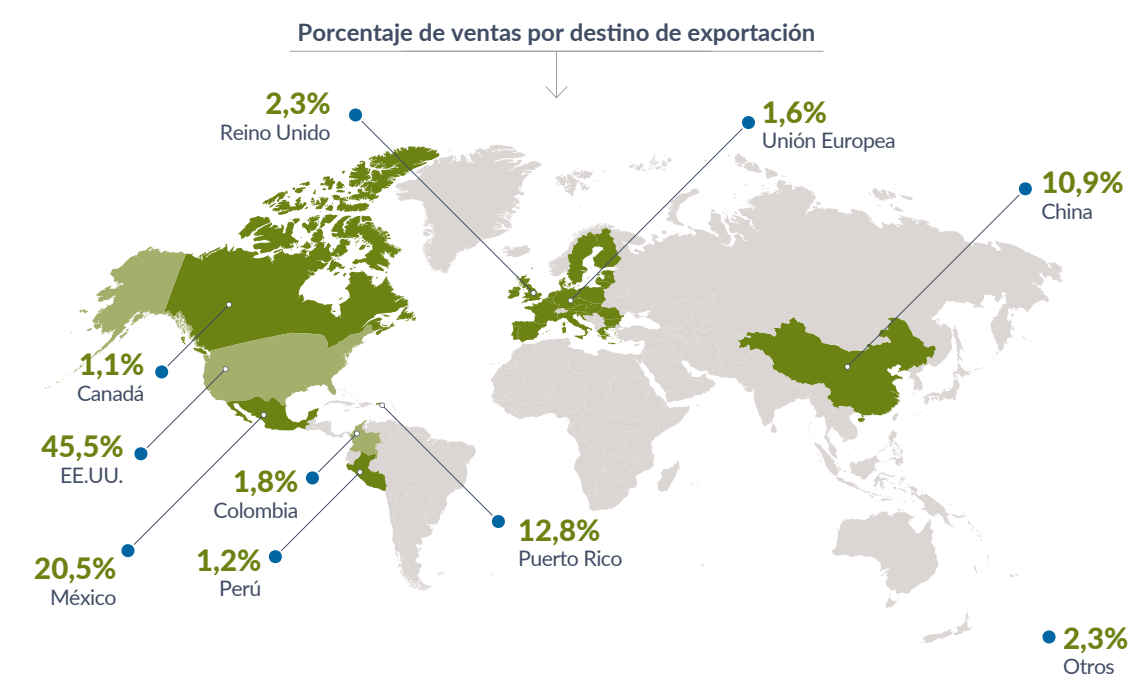 Porcentaje de ventas por destino de exportación
2,3%
Reino Unido
1,6%
Unión Europea
10,9%
China
1,1%
Canadá
45,5%
EE.UU.
1,8%
Colombia
12,8%
Puerto Rico
20,5%
México
1,2%
Perú
2,3%
Otros